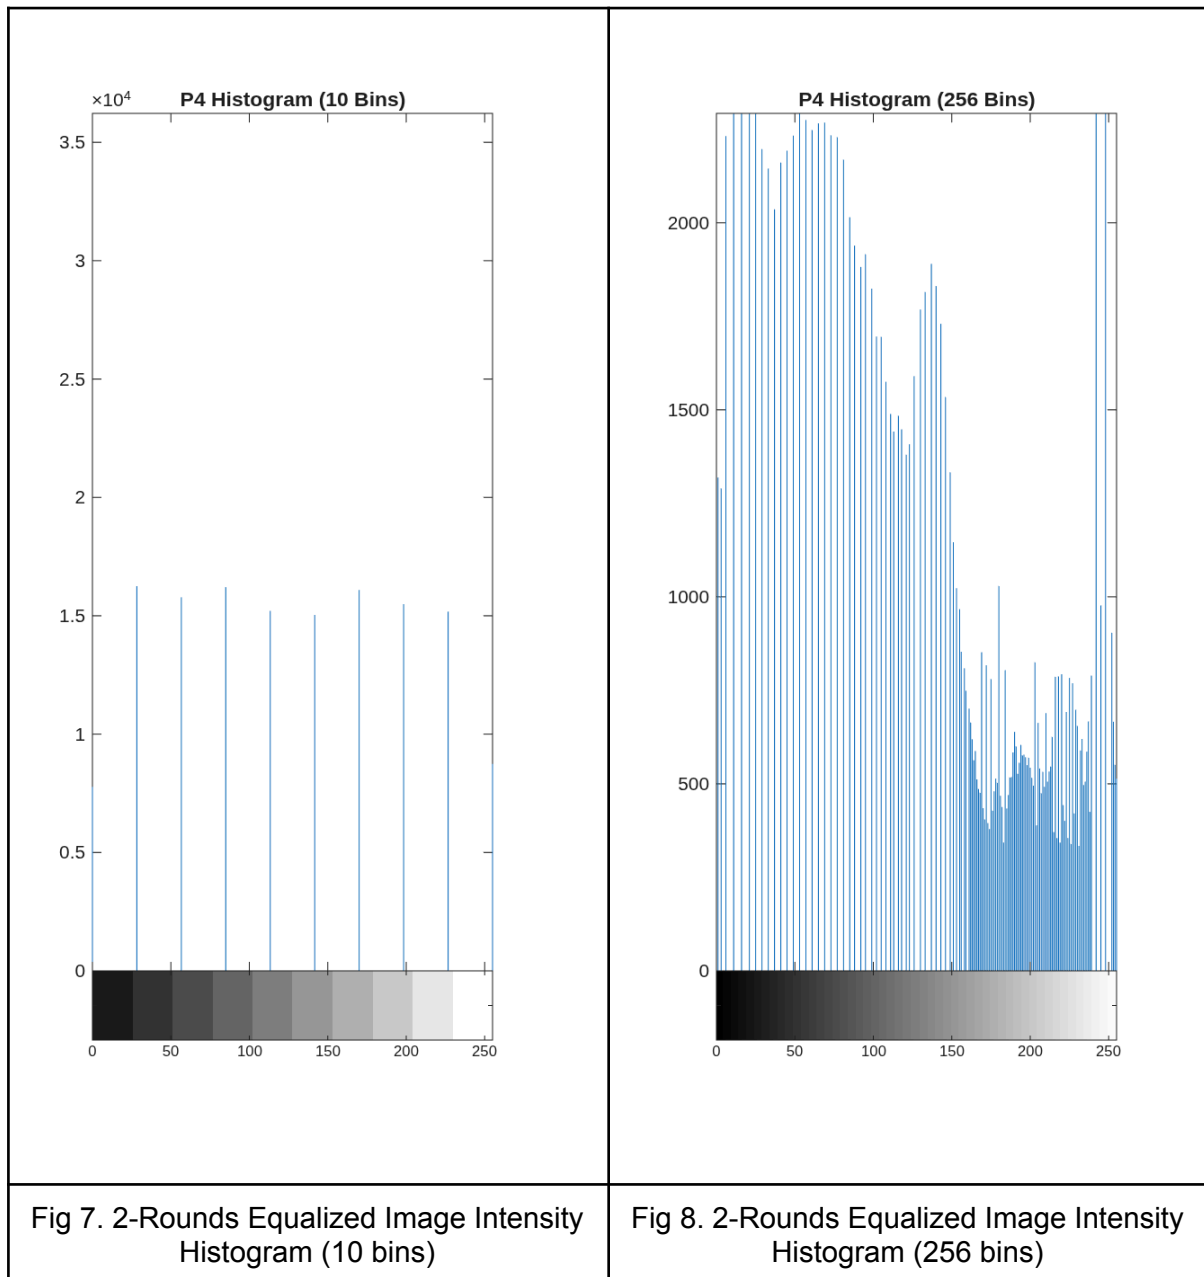 P4 Histogram (10 Bins)
×10⁴
3.5
3
2.5
2
1.5
1
0.5
0
0 50 100 150 200 250
P4 Histogram (256 Bins)
2000
1500
1000
500
0
0 50 100 150 200 250
Fig 7. 2-Rounds Equalized Image Intensity
Histogram (10 bins)
Fig 8. 2-Rounds Equalized Image Intensity
Histogram (256 bins)